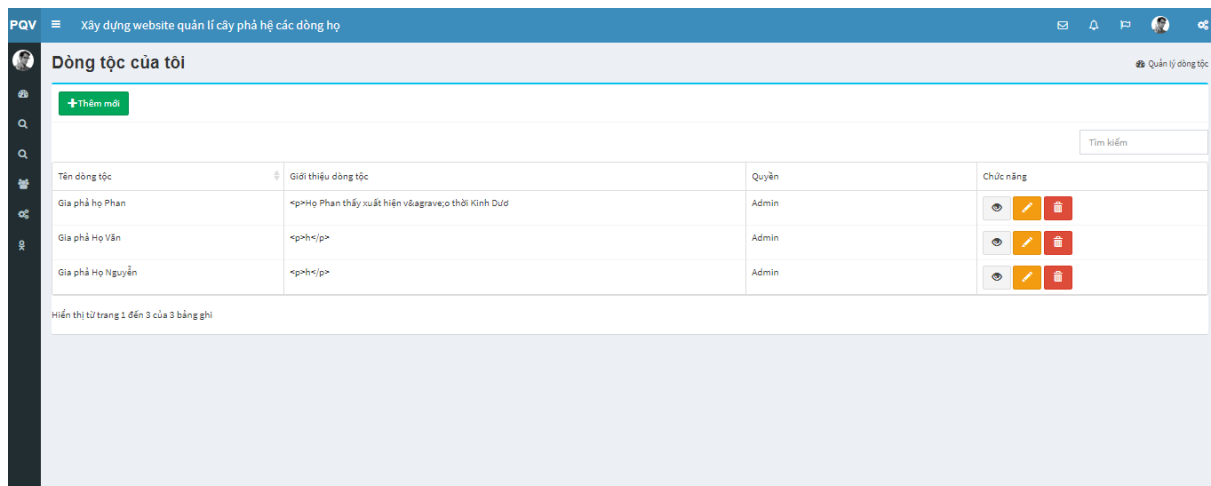 PQV Xây dựng website quản lí cây phả hệ các dòng họ
Dòng tộc của tôi
Quản lý dòng tộc
+Thêm mới
Tìm kiếm
Tên dòng tộc Giới thiệu dòng tộc Quyền Chức năng
Gia phả họ Phan <p>Họ Phan thấy xuất hiện v&agrave;o thời Kinh Dươ Admin
Gia phả Họ Văn <p>h</p> Admin
Gia phả Họ Nguyễn <p>h</p> Admin
Hiển thị từ trang 1 đến 3 của 3 bảng ghi